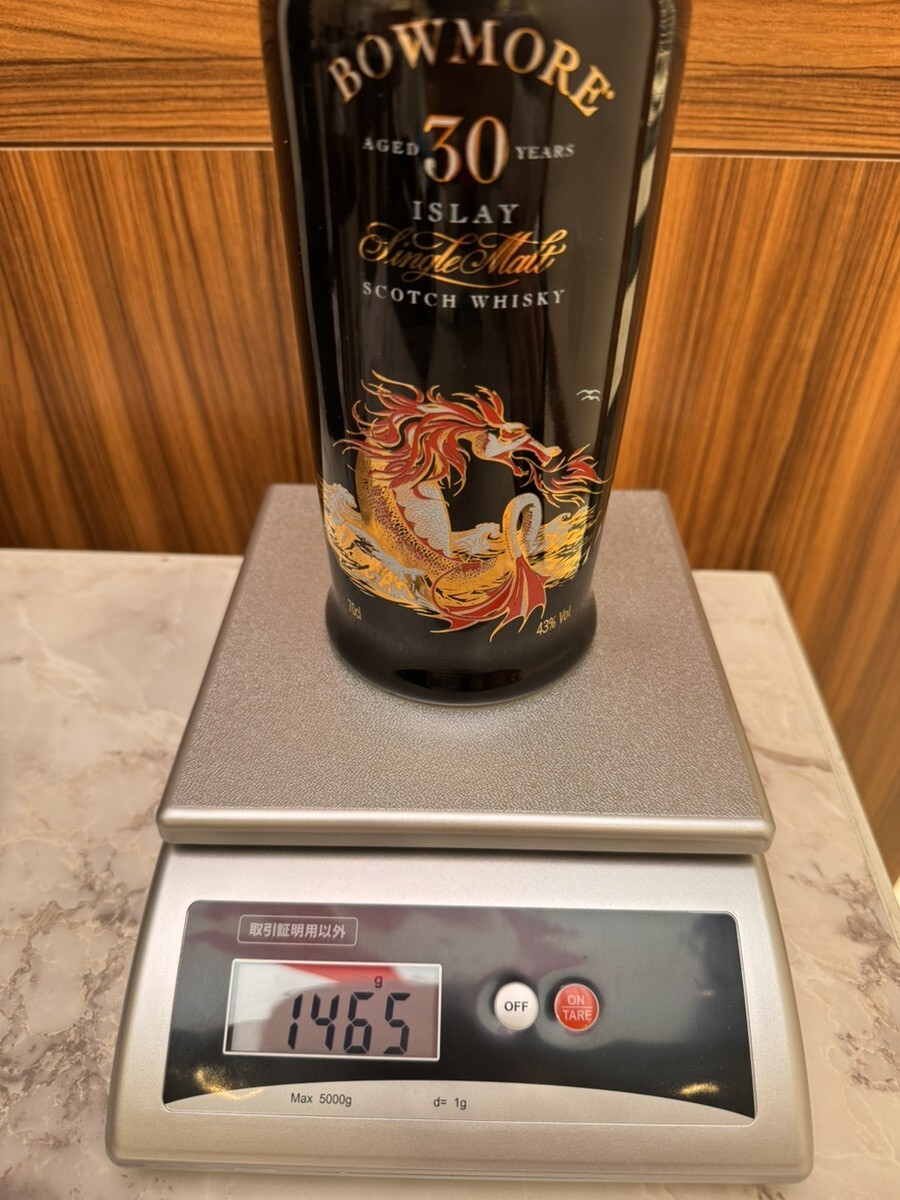 BOWMORE®
AGED 30 YEARS
ISLAY
Single Malt
SCOTCH WHISKY
70cl
43% Vol
取引証明用以外
g
1465
OFF
ON
TARE
Max 5000g
d= 1g